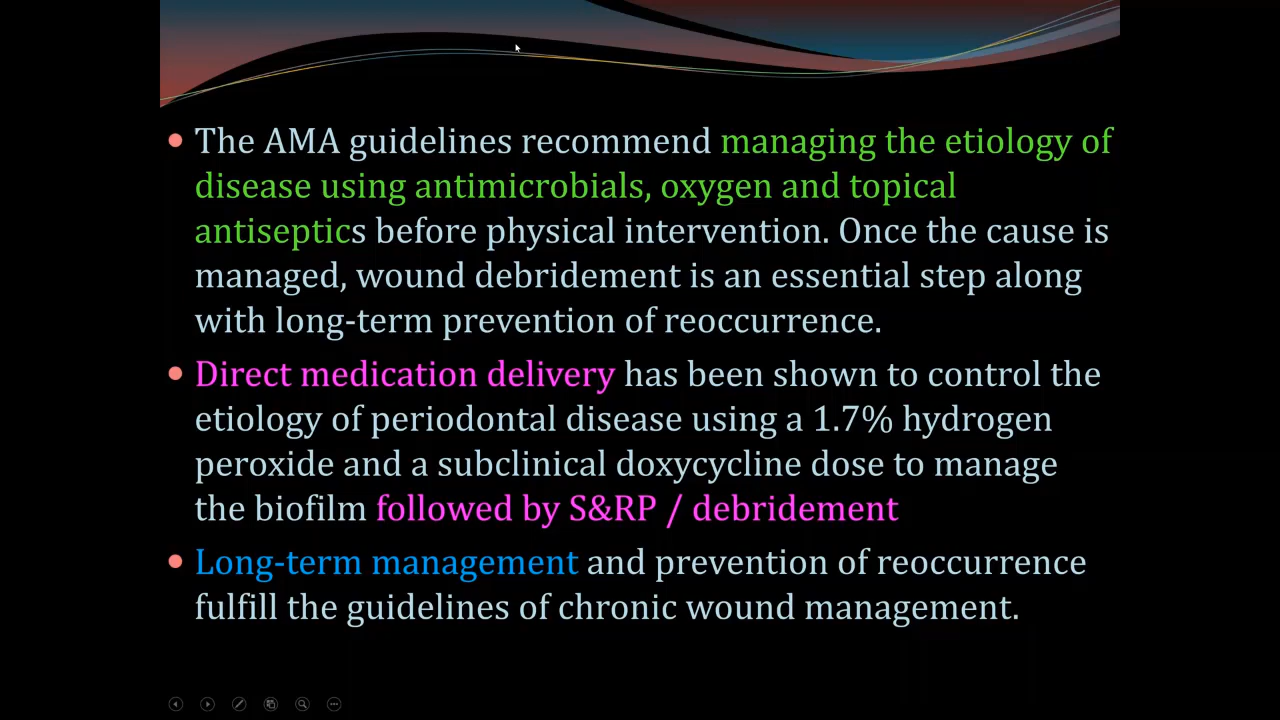 The AMA guidelines recommend managing the etiology of
disease using antimicrobials, oxygen and topical
antiseptics before physical intervention. Once the cause is
managed, wound debridement is an essential step along
with long-term prevention of reoccurrence.
Direct medication delivery has been shown to control the
etiology of periodontal disease using a 1.7% hydrogen
peroxide and a subclinical doxycycline dose to manage
the biofilm followed by S&RP / debridement
Long-term management and prevention of reoccurrence
fulfill the guidelines of chronic wound management.